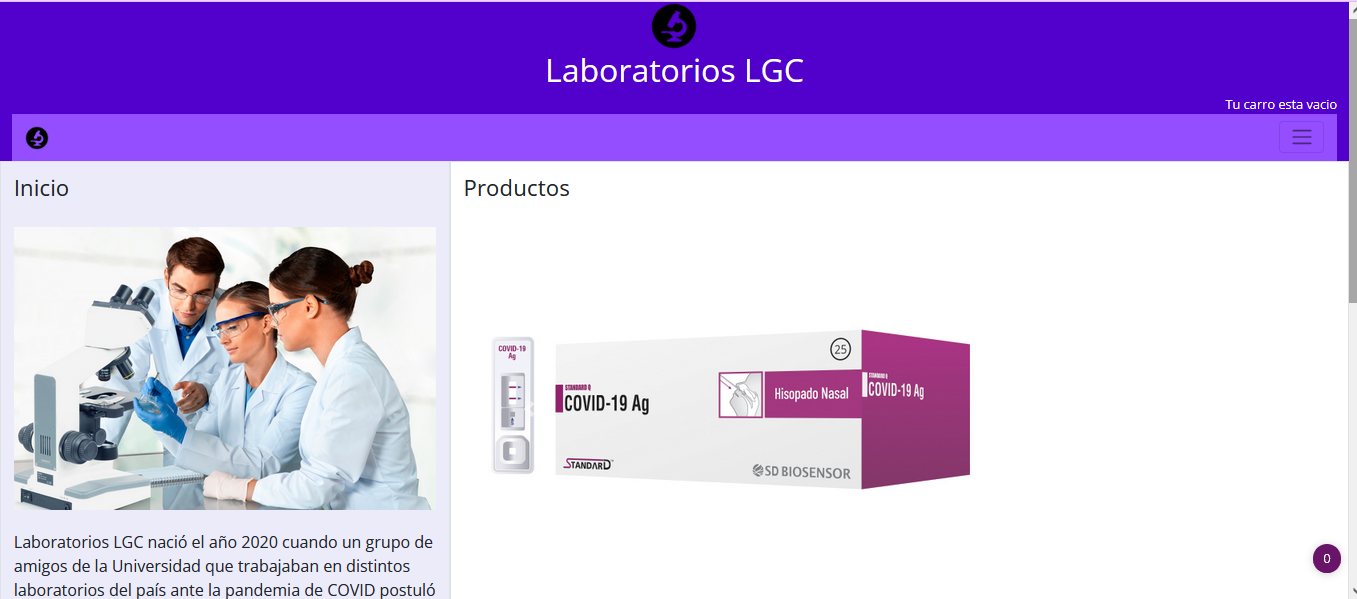 Laboratorios LGC
Tu carro esta vacio
Inicio
Productos
COVID-19
Ag
25
STANDARD Q
COVID-19 Ag
Hisopado Nasal
STANDARD Q
COVID-19 Ag
STANDARD™
SD BIOSENSOR
Laboratorios LGC nació el año 2020 cuando un grupo de
amigos de la Universidad que trabajaban en distintos
laboratorios del país ante la pandemia de COVID postuló
0